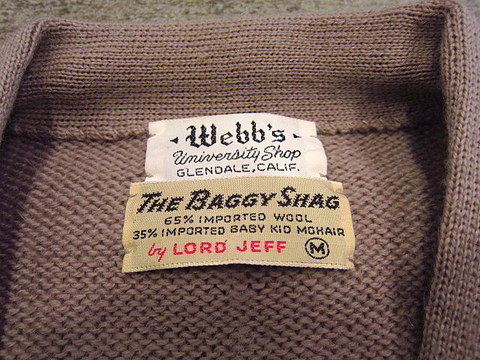 Webb's
University Shop
GLENDALE, CALIF.
THE BAGGY SHAG
65% IMPORTED WOOL
35% IMPORTED BABY KID MOHAIR
by LORD JEFF M